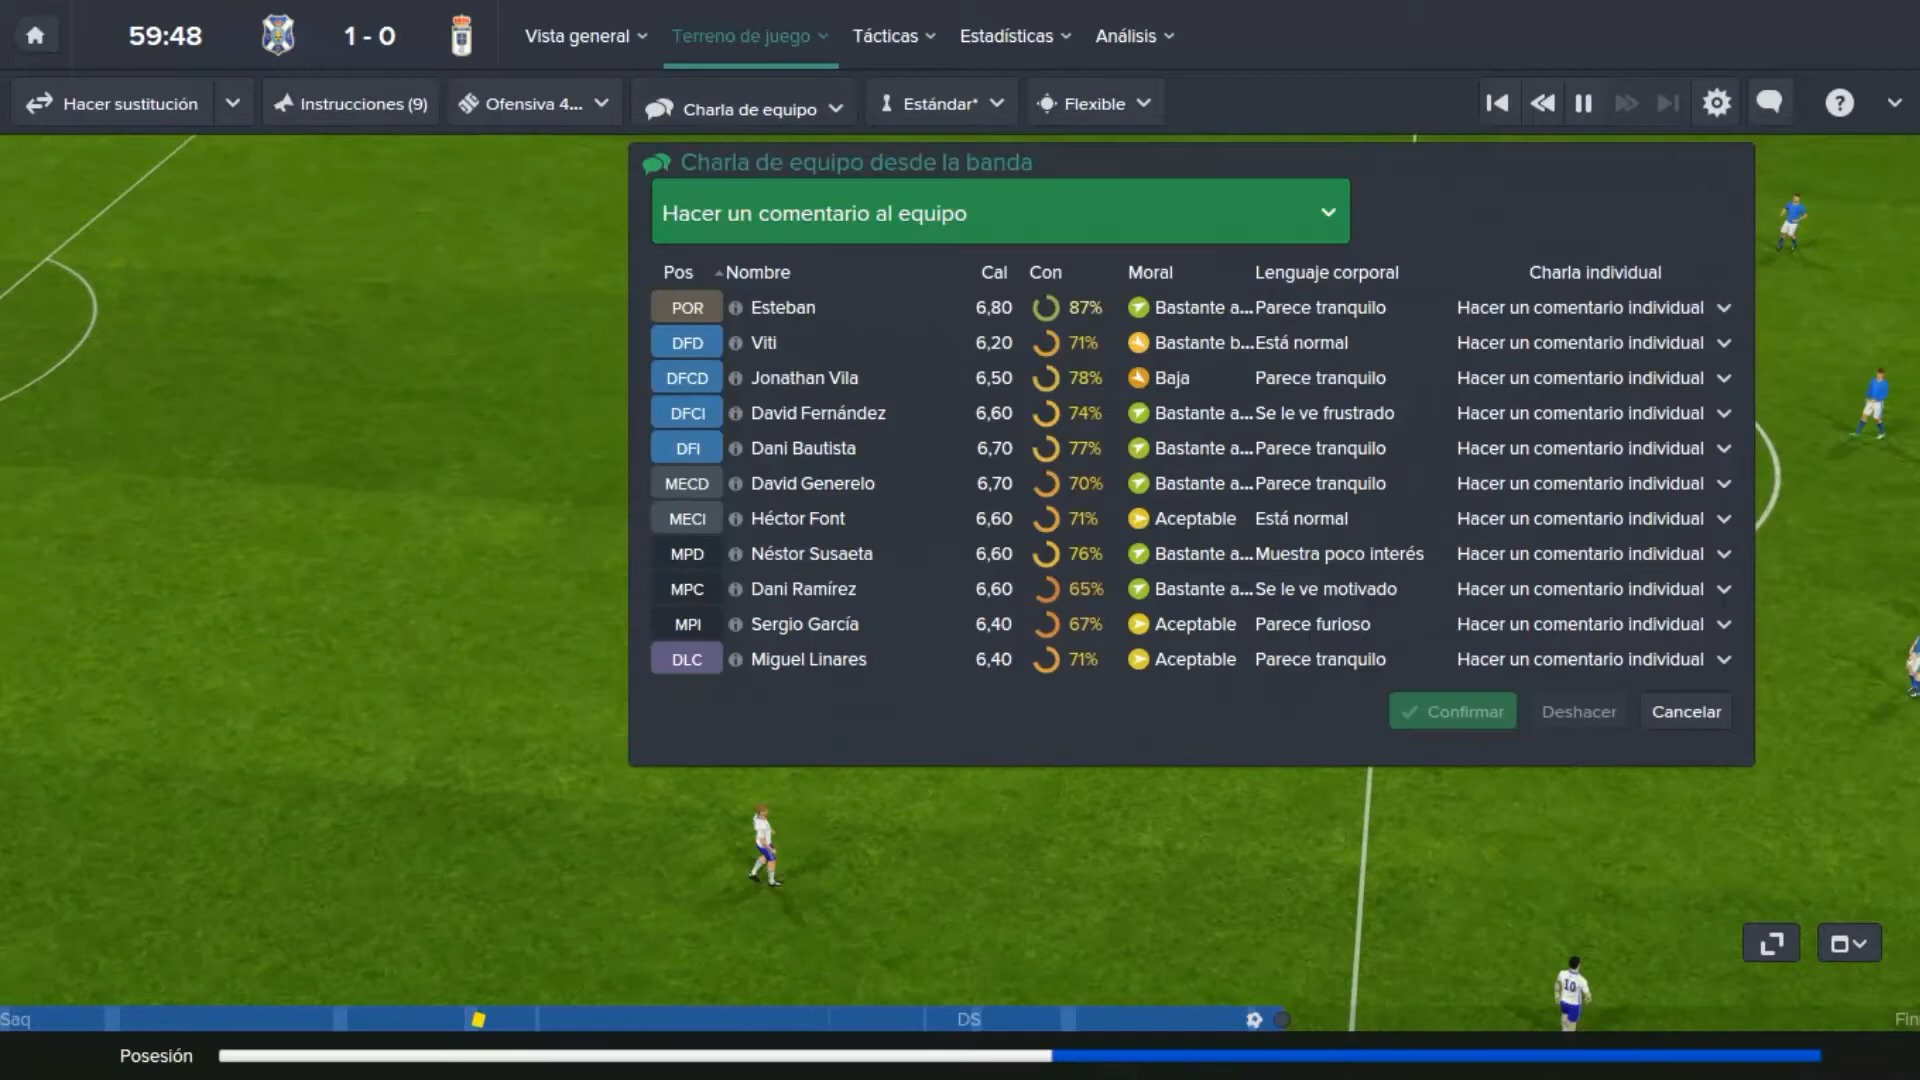 59:48 1 - 0 Vista general Terreno de juego Tácticas Estadísticas Análisis
Hacer sustitución Instrucciones (9) Ofensiva 4... Charla de equipo Estándar* Flexible ?
Charla de equipo desde la banda
Hacer un comentario al equipo
Pos Nombre Cal Con Moral Lenguaje corporal Charla individual
POR Esteban 6,80 87% Bastante a... Parece tranquilo Hacer un comentario individual
DFD Viti 6,20 71% Bastante b... Está normal Hacer un comentario individual
DFCD Jonathan Vila 6,50 78% Baja Parece tranquilo Hacer un comentario individual
DFCI David Fernández 6,60 74% Bastante a... Se le ve frustrado Hacer un comentario individual
DFI Dani Bautista 6,70 77% Bastante a... Parece tranquilo Hacer un comentario individual
MECD David Generelo 6,70 70% Bastante a... Parece tranquilo Hacer un comentario individual
MECI Héctor Font 6,60 71% Aceptable Está normal Hacer un comentario individual
MPD Néstor Susaeta 6,60 76% Bastante a... Muestra poco interés Hacer un comentario individual
MPC Dani Ramírez 6,60 65% Bastante a... Se le ve motivado Hacer un comentario individual
MPI Sergio García 6,40 67% Aceptable Parece furioso Hacer un comentario individual
DLC Miguel Linares 6,40 71% Aceptable Parece tranquilo Hacer un comentario individual
Confirmar Deshacer Cancelar
10
Saq DS Fin
Posesión